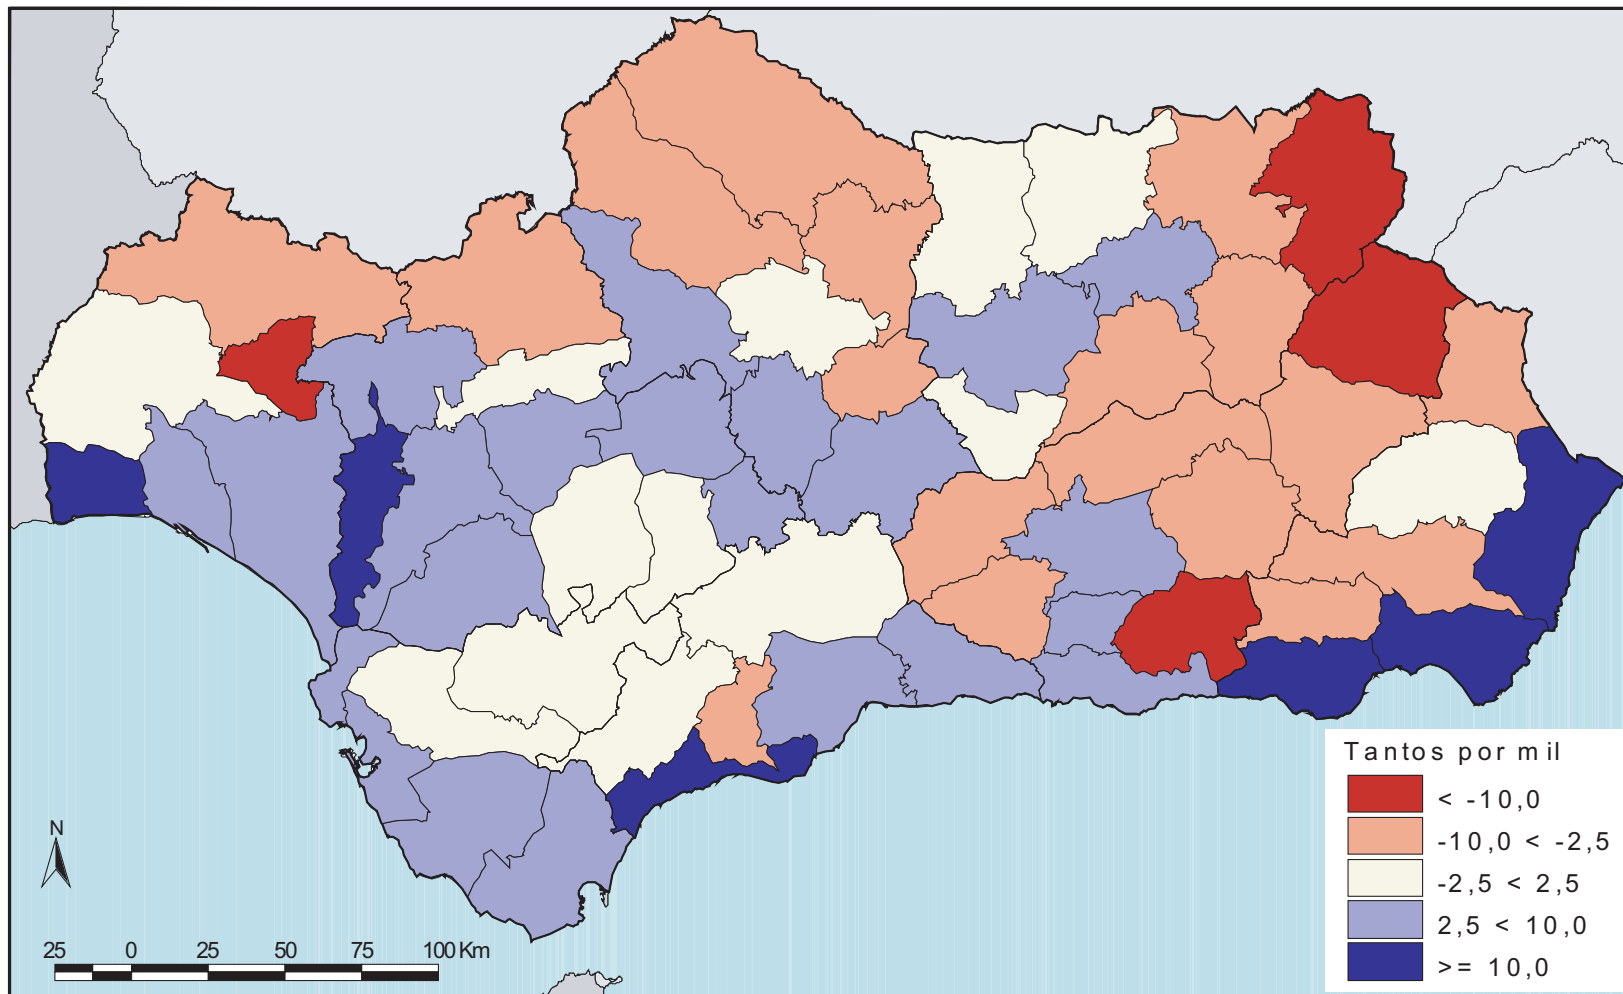 Tantos por mil
< -10,0
-10,0 < -2,5
-2,5 < 2,5
2,5 < 10,0
>= 10,0
N
25 0 25 50 75 100 Km